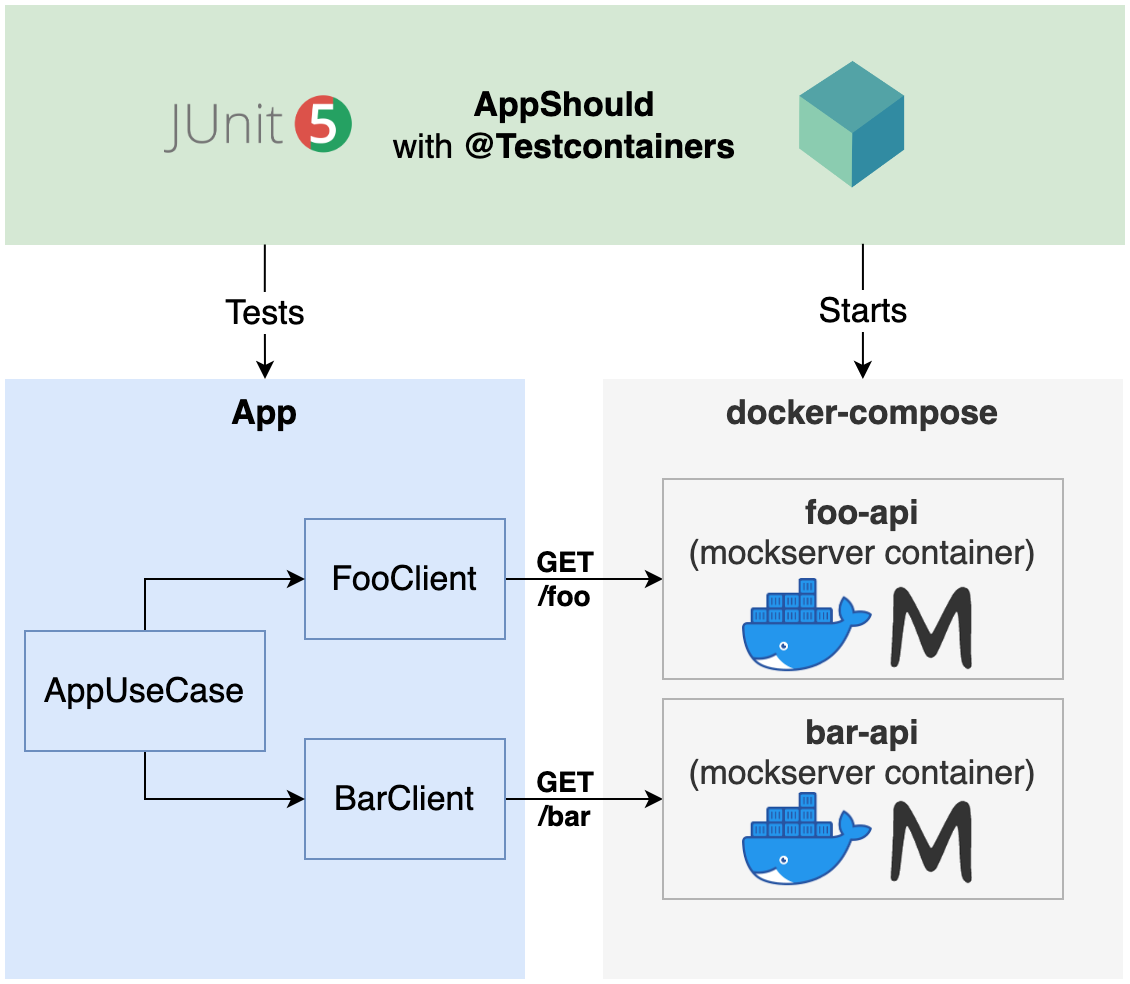 JUnit 5
AppShould
with @Testcontainers
Tests
Starts
App
docker-compose
FooClient
GET
/foo
foo-api
(mockserver container)
M
AppUseCase
BarClient
GET
/bar
bar-api
(mockserver container)
M